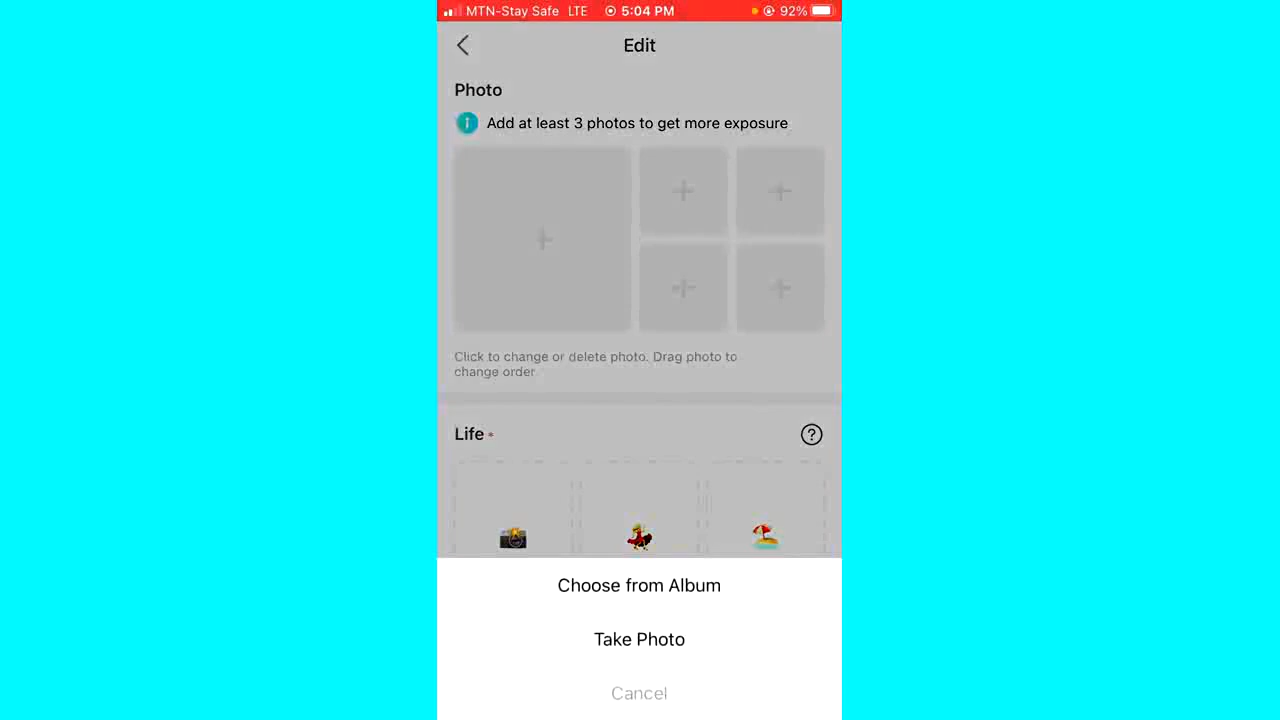 MTN-Stay Safe LTE 5:04 PM 92%
Edit
Photo
Add at least 3 photos to get more exposure
Click to change or delete photo. Drag photo to
change order
Life *
Choose from Album
Take Photo
Cancel